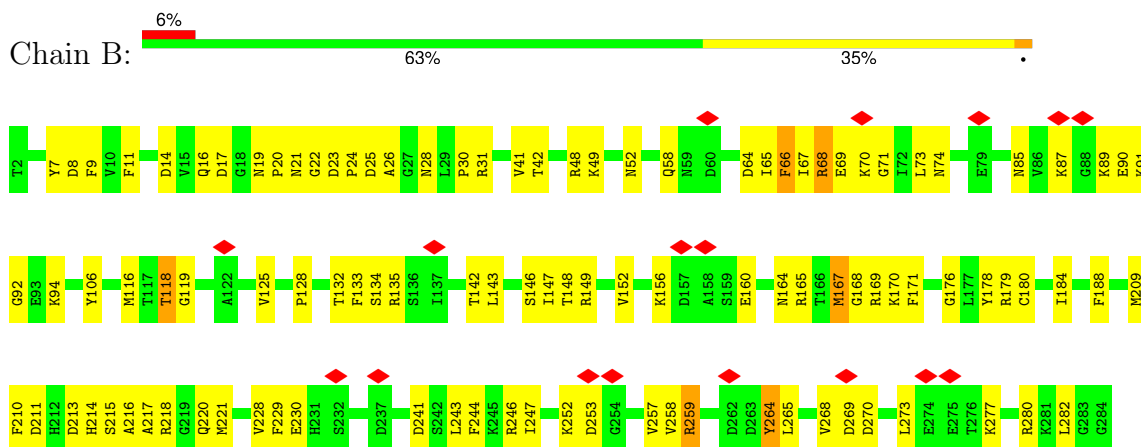 6%
Chain B:
63% 35% •
T2 Y7 D8 F9 V10 F11 D14 V15 Q16 D17 G18 N19 P20 N21 G22 D23 P24 D25 A26 G27 N28 L29 P30 R31 V41 T42 R48 K49 N52 Q58 N59 D60 D64 I65 F66 I67 R68 E69 K70 G71 I72 L73 N74 E79 N85 V86 K87 G88 K89 E90 K91
G92 E93 K94 Y106 M116 T117 T118 G119 A122 V125 P128 T132 F133 S134 R135 S136 I137 T142 L143 S146 I147 T148 R149 V152 K156 D157 A158 S159 E160 N164 R165 T166 M167 G168 R169 K170 F171 G176 L177 Y178 R179 C180 I184 F188 M209
F210 D211 H212 D213 H214 S215 A216 A217 R218 G219 Q220 M221 V228 F229 E230 H231 S232 D237 D241 S242 L243 F244 K245 R246 I247 K252 D253 G254 V257 V258 R259 D262 D263 Y264 L265 V268 D269 D270 L273 E274 E275 T276 K277 R280 K281 L282 G283 G284